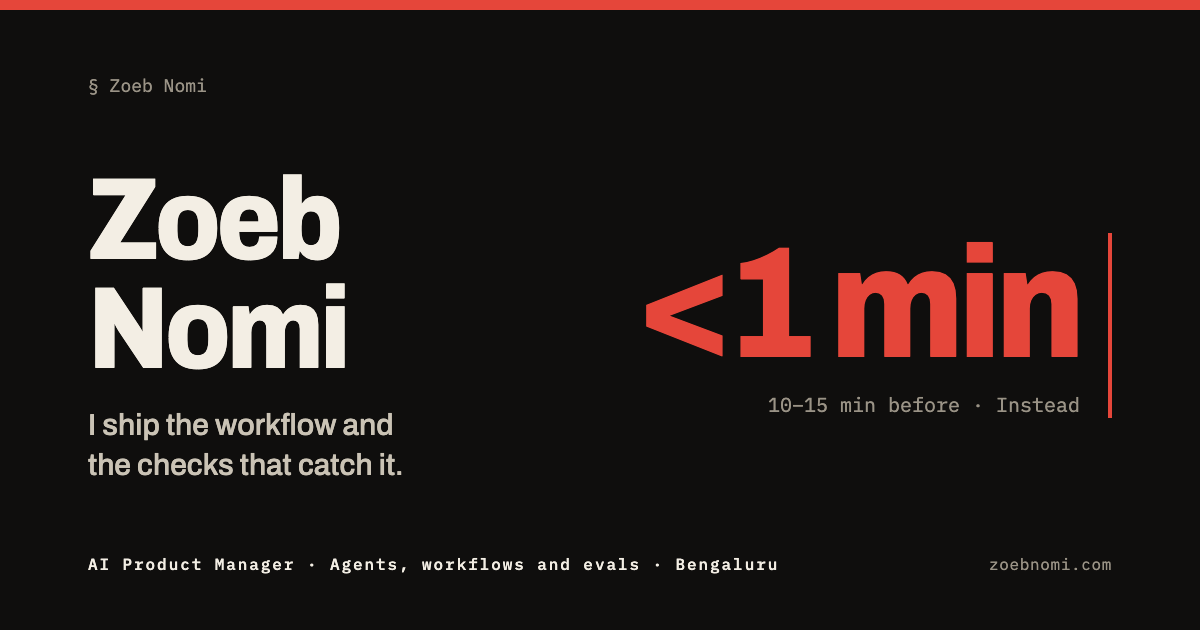 § Zoeb Nomi
Zoeb
Nomi
I ship the workflow and
the checks that catch it.
<1 min
10–15 min before · Instead
AI Product Manager · Agents, workflows and evals · Bengaluru
zoebnomi.com